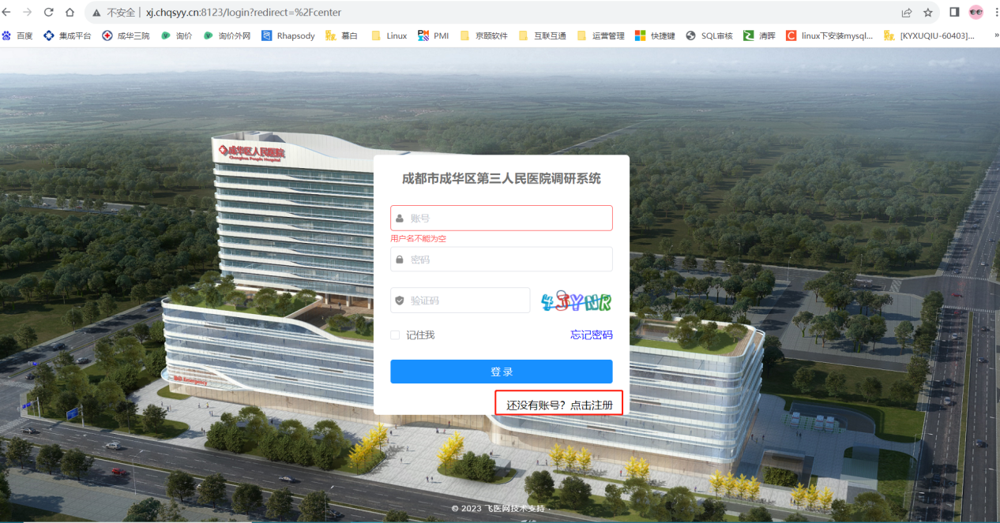 不安全 xj.chqsyy.cn:8123/login?redirect=%2Fcenter
百度 集成平台 成华三院 询价 询价外网 Rhapsody 慕白 Linux PMI 京颐软件 互联互通 运营管理 快捷键 SQL审核 清晖 linux下安装mysql... [KYXUQIU-60403]... »
成华区人民医院
Chenghua People Hospital
成都市成华区第三人民医院调研系统
账号
用户名不能为空
密码
验证码
JYNR
记住我 忘记密码
登 录
还没有账号？点击注册
Emergency
© 2023 飞医网技术支持 ·